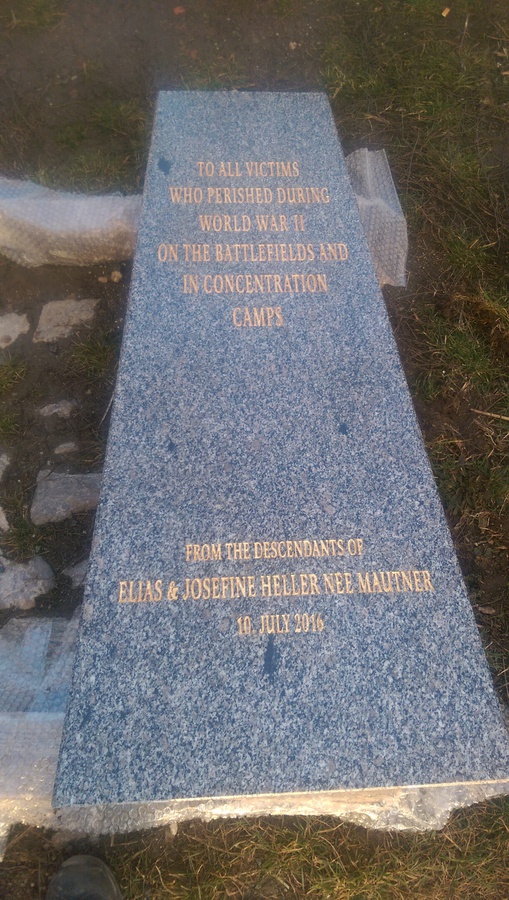 TO ALL VICTIMS
WHO PERISHED DURING
WORLD WAR II
ON THE BATTLEFIELDS AND
IN CONCENTRATION
CAMPS.
FROM THE DESCENDANTS OF
ELIAS & JOSEFINE HELLER NEE MAUTNER
10. JULY 2016